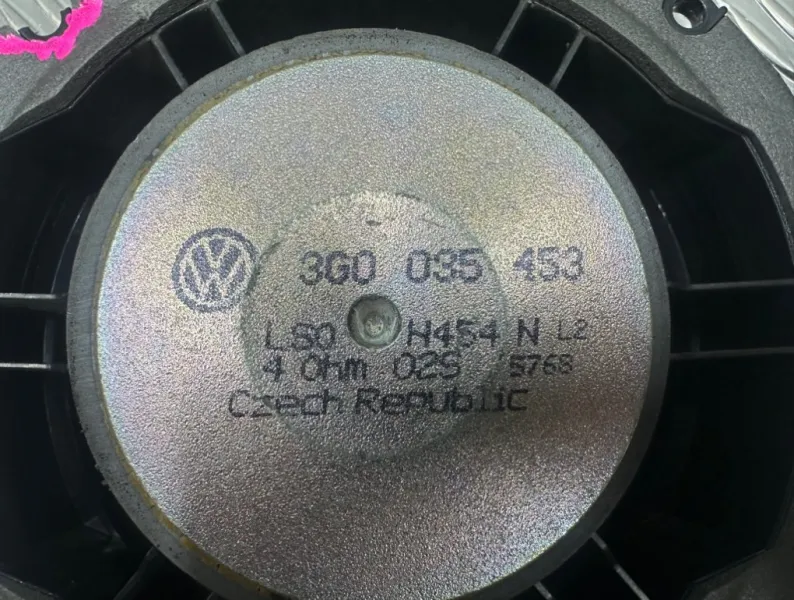 3G0 035 453
LS0 H454 N L2
4 Ohm 02S 5768
Czech Republic